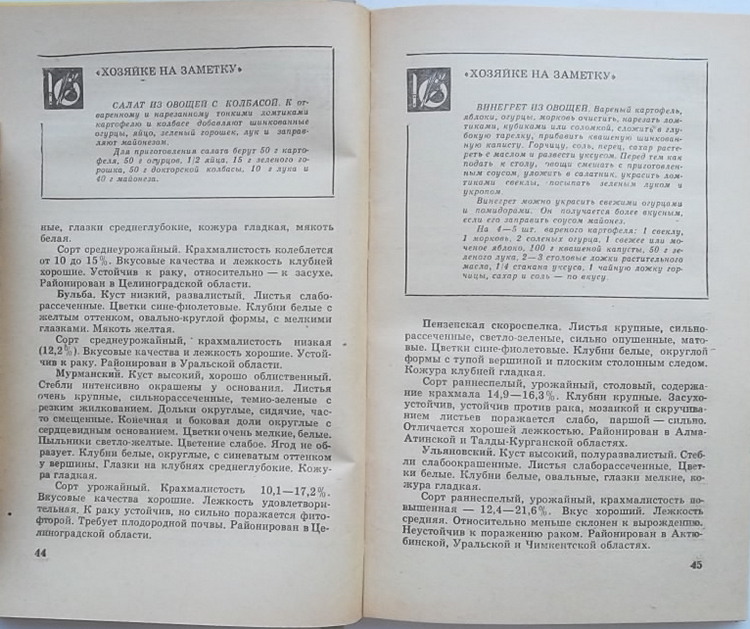 «ХОЗЯЙКЕ НА ЗАМЕТКУ»
САЛАТ ИЗ ОВОЩЕЙ С КОЛБАСОЙ. К от-
варенному и нарезанному тонкими ломтиками
картофелю и колбасе добавляют шинкованные
огурцы, яйцо, зеленый горошек, лук и заправ-
ляют майонезом.
Для приготовления салата берут 50 г карто-
феля, 50 г огурцов, 1/2 яйца, 15 г зеленого го-
рошка, 50 г докторской колбасы, 10 г лука и
40 г майонеза.
ные, глазки среднеглубокие, кожура гладкая, мякоть
белая.
Сорт среднеурожайный. Крахмалистость колеблется
от 10 до 15%. Вкусовые качества и лежкость клубней
хорошие. Устойчив к раку, относительно — к засухе.
Районирован в Целиноградской области.
Бульба. Куст низкий, развалистый. Листья слабо-
рассеченные. Цветки сине-фиолетовые. Клубни белые с
желтым оттенком, овально-круглой формы, с мелкими
глазками. Мякоть желтая.
Сорт среднеурожайный, крахмалистость низкая
(12,2%). Вкусовые качества и лежкость хорошие. Устой-
чив к раку. Районирован в Уральской области.
Мурманский. Куст высокий, хорошо облиственный.
Стебли интенсивно окрашены у основания. Листья
очень крупные, сильнорассеченные, темно-зеленые с
резким жилкованием. Дольки округлые, сидячие, час-
то смещенные. Конечная и боковая доли округлые с
сердцевидным основанием. Цветки очень мелкие, белые.
Пыльники светло-желтые. Цветение слабое. Ягод не об-
разует. Клубни белые, округлые, с синеватым оттенком
у вершины. Глазки на клубнях среднеглубокие. Кожу-
ра гладкая.
Сорт урожайный. Крахмалистость 10,1—17,2%.
Вкусовые качества хорошие. Лежкость удовлетвори-
тельная. К раку устойчив, но сильно поражается фито-
фторой. Требует плодородной почвы. Районирован в Це-
линоградской области.
44
«ХОЗЯЙКЕ НА ЗАМЕТКУ»
ВИНЕГРЕТ ИЗ ОВОЩЕЙ. Вареный картофель,
яблоки, огурцы, морковь очистить, нарезать лом-
тиками, кубиками или соломкой, сложить в глу-
бокую тарелку, прибавить квашеную шинкован-
ную капусту. Горчицу, соль, перец, сахар расте-
реть с маслом и развести уксусом. Перед тем как
подать к столу, овощи смешать с приготовлен-
ным соусом, уложить в салатник, украсить лом-
тиками свеклы, посыпать зеленым луком и
укропом.
Винегрет можно украсить свежими огурцами
и помидорами. Он получается более вкусным,
если его заправить соусом майонез.
На 4—5 шт. вареного картофеля: 1 свеклу,
1 морковь, 2 соленых огурца, 1 свежее или мо-
ченое яблоко, 100 г квашеной капусты, 50 г зе-
леного лука, 2—3 столовые ложки растительного
масла, 1/4 стакана уксуса, 1 чайную ложку гор-
чицы, сахар и соль — по вкусу.
Пензенская скороспелка. Листья крупные, сильно-
рассеченные, светло-зеленые, сильно опушенные, мато-
вые. Цветки сине-фиолетовые. Клубни белые, округлой
формы с тупой вершиной и плоским столонным следом.
Кожура клубней гладкая.
Сорт раннеспелый, урожайный, столовый, содержа-
ние крахмала 14,9—16,3%. Клубни крупные. Засухо-
устойчив, устойчив против рака, мозаикой и скручива-
нием листьев поражается слабо, паршой — сильно.
Отличается хорошей лежкостью. Районирован в Алма-
Атинской и Талды-Курганской областях.
Ульяновский. Куст высокий, полуразвалистый. Стеб-
ли слабоокрашенные. Листья слаборассеченные. Цвет-
ки белые. Клубни белые, овальные, глазки мелкие, ко-
жура гладкая.
Сорт раннеспелый, урожайный, крахмалистость по-
вышенная — 12,4—21,6%. Вкус хороший. Лежкость
средняя. Относительно меньше склонен к вырождению.
Неустойчив к поражению раком. Районирован в Актю-
бинской, Уральской и Чимкентской областях.
45